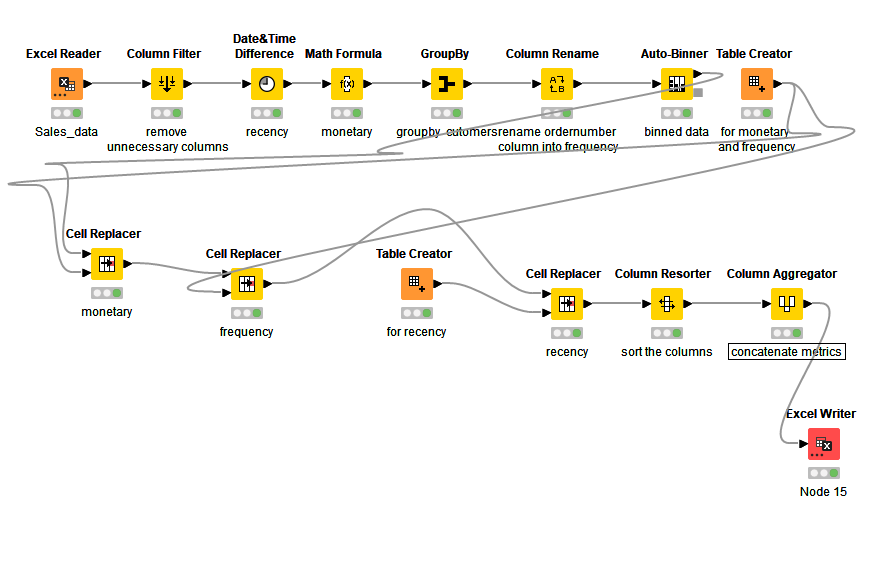 Excel Reader
Column Filter
Date&Time
Difference
Math Formula
GroupBy
Column Rename
Auto-Binner
Table Creator
Sales_data
remove
unnecessary columns
recency
monetary
groupby cutomers
rename ordernumber
column into frequency
binned data
for monetary
and frequency
Cell Replacer
monetary
Cell Replacer
frequency
Table Creator
for recency
Cell Replacer
recency
Column Resorter
sort the columns
Column Aggregator
concatenate metrics
Excel Writer
Node 15